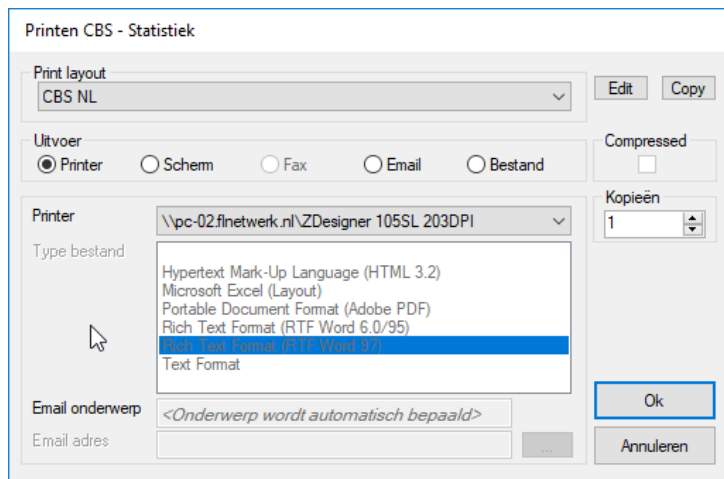 Printen CBS - Statistiek
Print layout
CBS NL
Edit
Copy
Uitvoer
Printer
Scherm
Fax
Email
Bestand
Compressed
Printer
\\pc-02.flnetwerk.nl\ZDesigner 105SL 203DPI
Kopieën
1
Type bestand
Hypertext Mark-Up Language (HTML 3.2)
Microsoft Excel (Layout)
Portable Document Format (Adobe PDF)
Rich Text Format (RTF Word 6.0/95)
Rich Text Format (RTF Word 97)
Text Format
Email onderwerp
<Onderwerp wordt automatisch bepaald>
Email adres
...
Ok
Annuleren